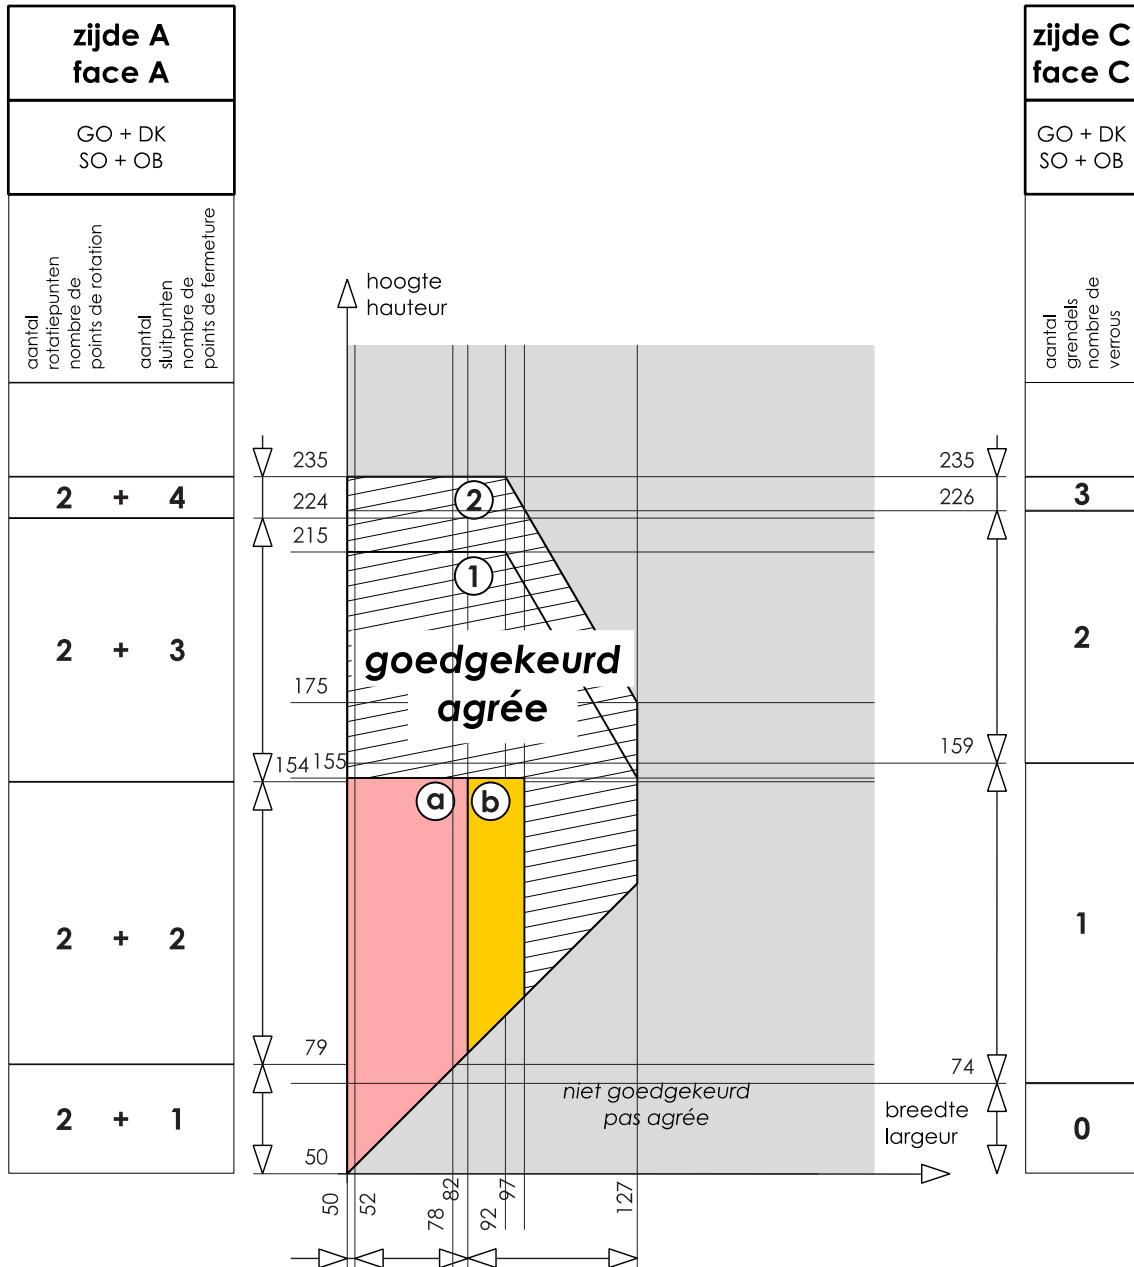 zijde A
face A
GO + DK
SO + OB
aantal
rotatiepunten
nombre de
points de rotation
aantal
sluitpunten
nombre de
points de fermeture
2 + 4
2 + 3
2 + 2
2 + 1
hoogte
hauteur
235
224
215
175
154 155
79
50
2
1
goedgekeurd
agrée
a
b
niet goedgekeurd
pas agrée
breedte
largeur
50
52
78
82
92
97
127
235
226
159
74
zijde C
face C
GO + DK
SO + OB
aantal
grendels
nombre de
verrous
3
2
1
0